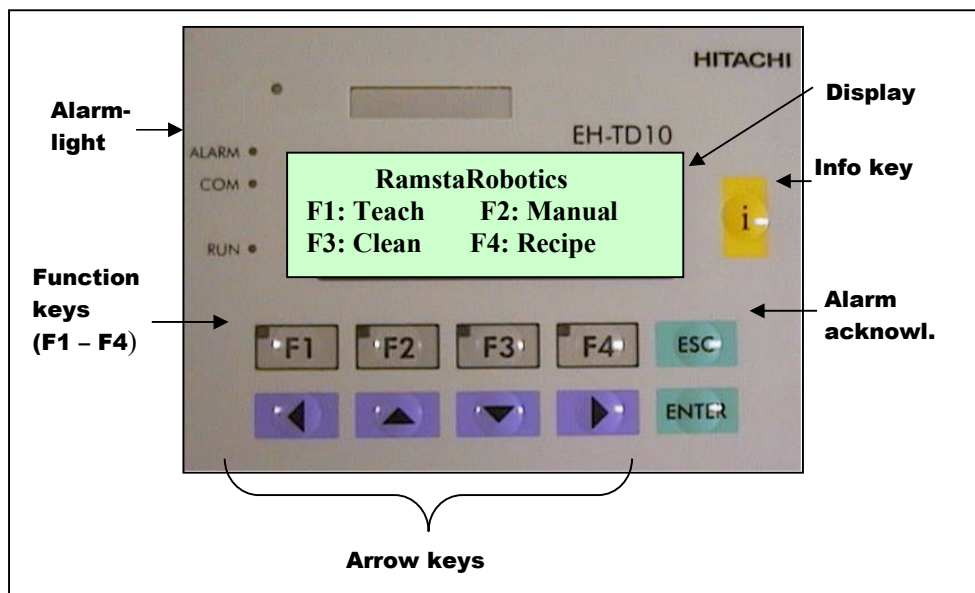 HITACHI
Display
Alarm-
light
EH-TD10
ALARM
COM
Info key
RamstaRobotics
F1: Teach F2: Manual
F3: Clean F4: Recipe
i
RUN
Function
keys
(F1 – F4)
Alarm
acknowl.
F1 F2 F3 F4 ESC
ENTER
Arrow keys